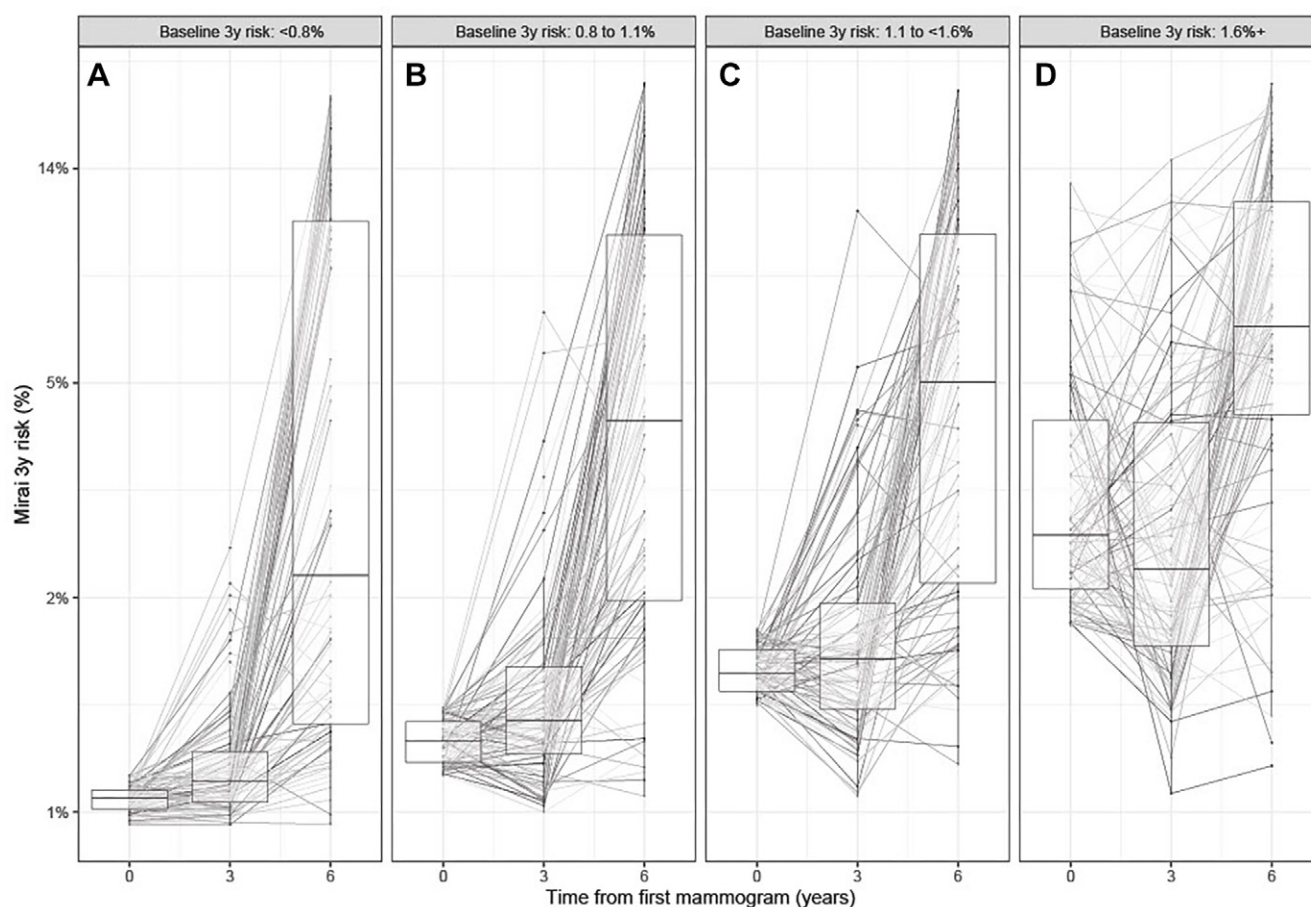 Baseline 3y risk: <0.8%
Baseline 3y risk: 0.8 to 1.1%
Baseline 3y risk: 1.1 to <1.6%
Baseline 3y risk: 1.6%+
A
B
C
D
14%
5%
2%
1%
Mirai 3y risk (%)
0 3 6
0 3 6
0 3 6
0 3 6
Time from first mammogram (years)